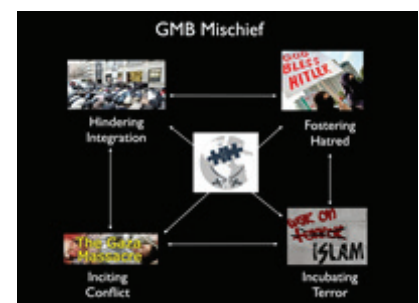 GMB Mischief
GOD
BLESS
HITLER
Hindering
Integration
Fostering
Hatred
The Gaza
Massacre
WAR ON
TERROR
ISLAM
Inciting
Conflict
Incubating
Terror